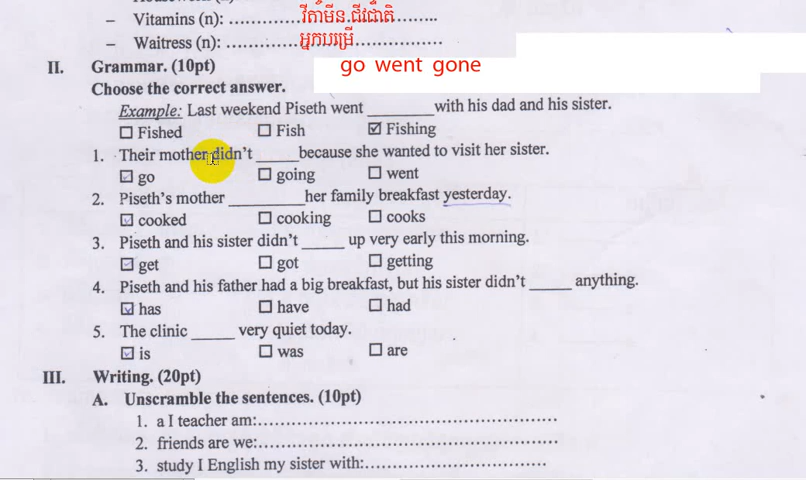 – Vitamins (n): ............វីតាមីន.ជីវជាតិ........
– Waitress (n): ............អ្នកបម្រើ................
II. Grammar. (10pt)
go went gone
Choose the correct answer.
Example: Last weekend Piseth went _______ with his dad and his sister.
☐ Fished ☐ Fish ☑ Fishing
1. Their mother didn't _____ because she wanted to visit her sister.
☑ go ☐ going ☐ went
2. Piseth's mother _________ her family breakfast yesterday.
☑ cooked ☐ cooking ☐ cooks
3. Piseth and his sister didn't _____ up very early this morning.
☑ get ☐ got ☐ getting
4. Piseth and his father had a big breakfast, but his sister didn't _____ anything.
☑ has ☐ have ☐ had
5. The clinic _____ very quiet today.
☑ is ☐ was ☐ are
III. Writing. (20pt)
A. Unscramble the sentences. (10pt)
1. a I teacher am:............................................................
2. friends are we:............................................................
3. study I English my sister with:....................................